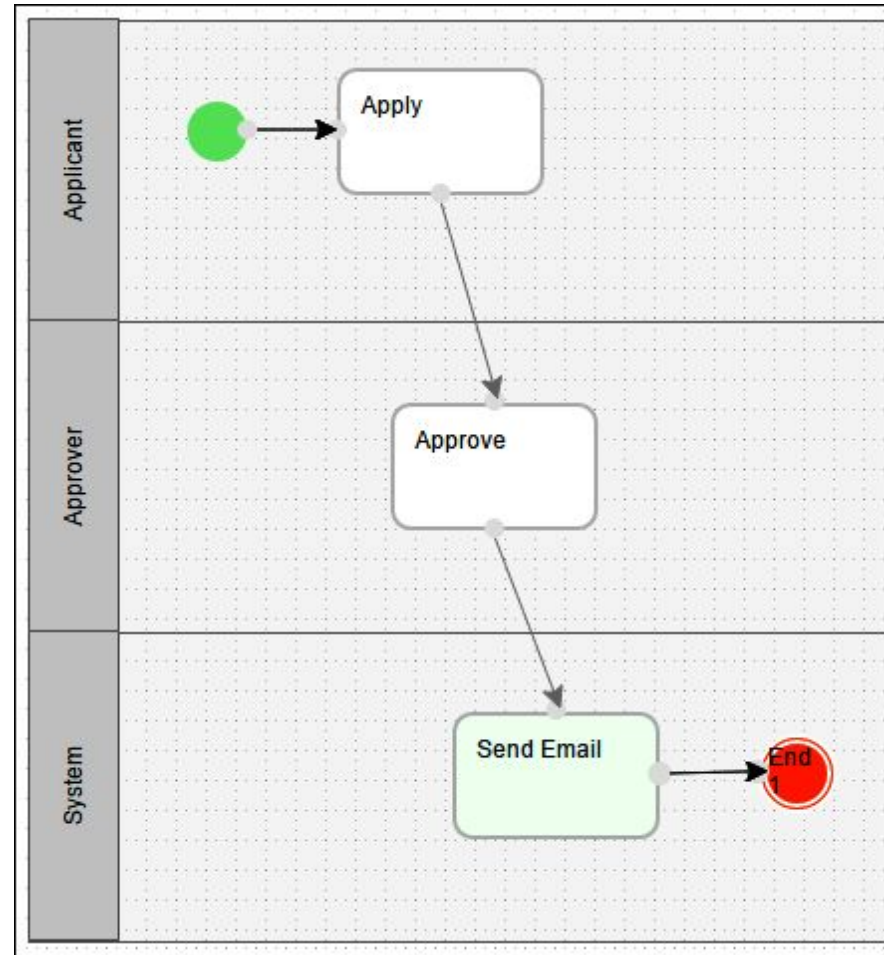 Applicant
Apply
Approver
Approve
System
Send Email
End
1